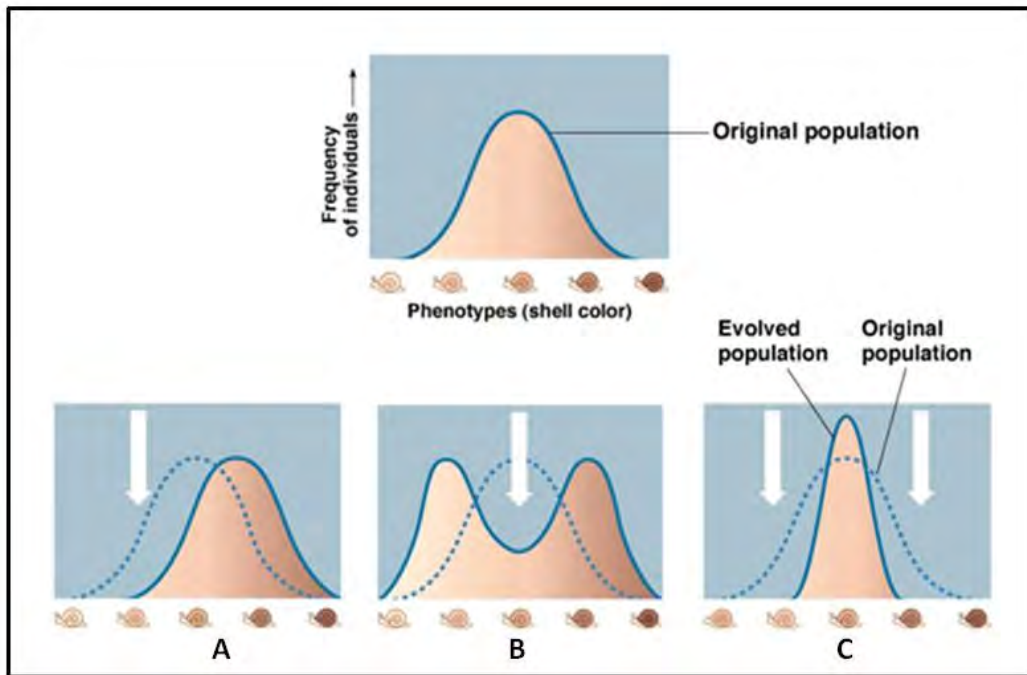 Frequency
of individuals
Original population
Phenotypes (shell color)
Evolved
population
Original
population
A
B
C